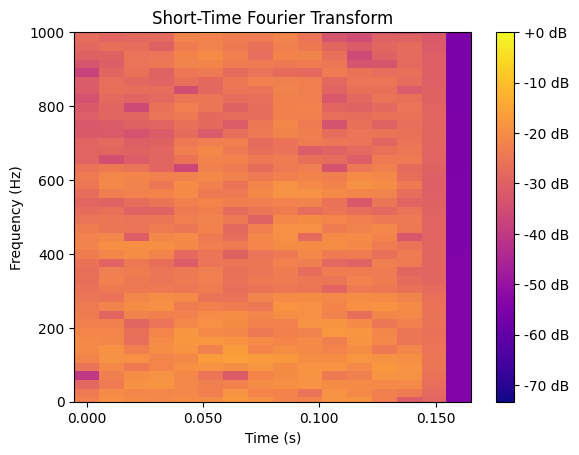 Short-Time Fourier Transform
1000
800
600
400
200
0
Frequency (Hz)
0.000
0.050
0.100
0.150
Time (s)
+0 dB
-10 dB
-20 dB
-30 dB
-40 dB
-50 dB
-60 dB
-70 dB